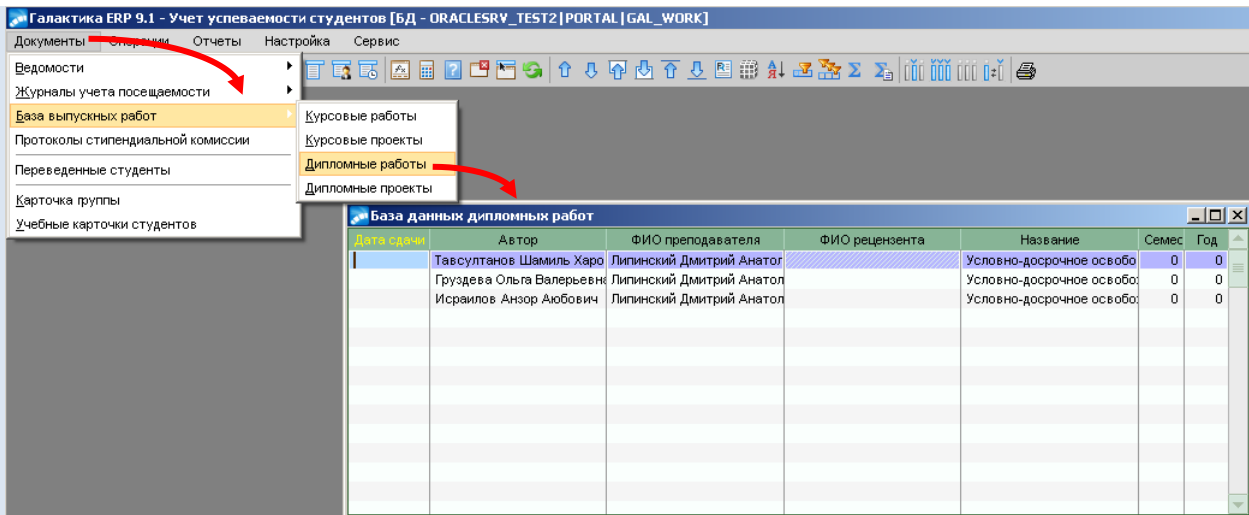 Галактика ERP 9.1 - Учет успеваемости студентов [БД - ORACLESRV_TEST2|PORTAL|GAL_WORK]
Документы Операции Отчеты Настройка Сервис
Ведомости
Журналы учета посещаемости
База выпускных работ
Протоколы стипендиальной комиссии
Переведенные студенты
Карточка группы
Учебные карточки студентов
Курсовые работы
Курсовые проекты
Дипломные работы
Дипломные проекты
База данных дипломных работ
Дата сдачи Автор ФИО преподавателя ФИО рецензента Название Семес Год
Тавсултанов Шамиль Харо Липинский Дмитрий Анатол Условно-досрочное освобо 0 0
Груздева Ольга Валерьевна Липинский Дмитрий Анатол Условно-досрочное освобо 0 0
Исраилов Анзор Аюбович Липинский Дмитрий Анатол Условно-досрочное освобо 0 0